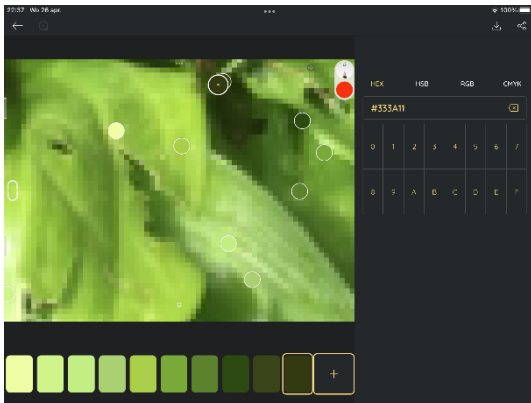 22:37 Wo 26 apr.
100%
HEX HSB RGB CMYK
#333A11
0 1 2 3 4 5 6 7
8 9 A B C D E F
+